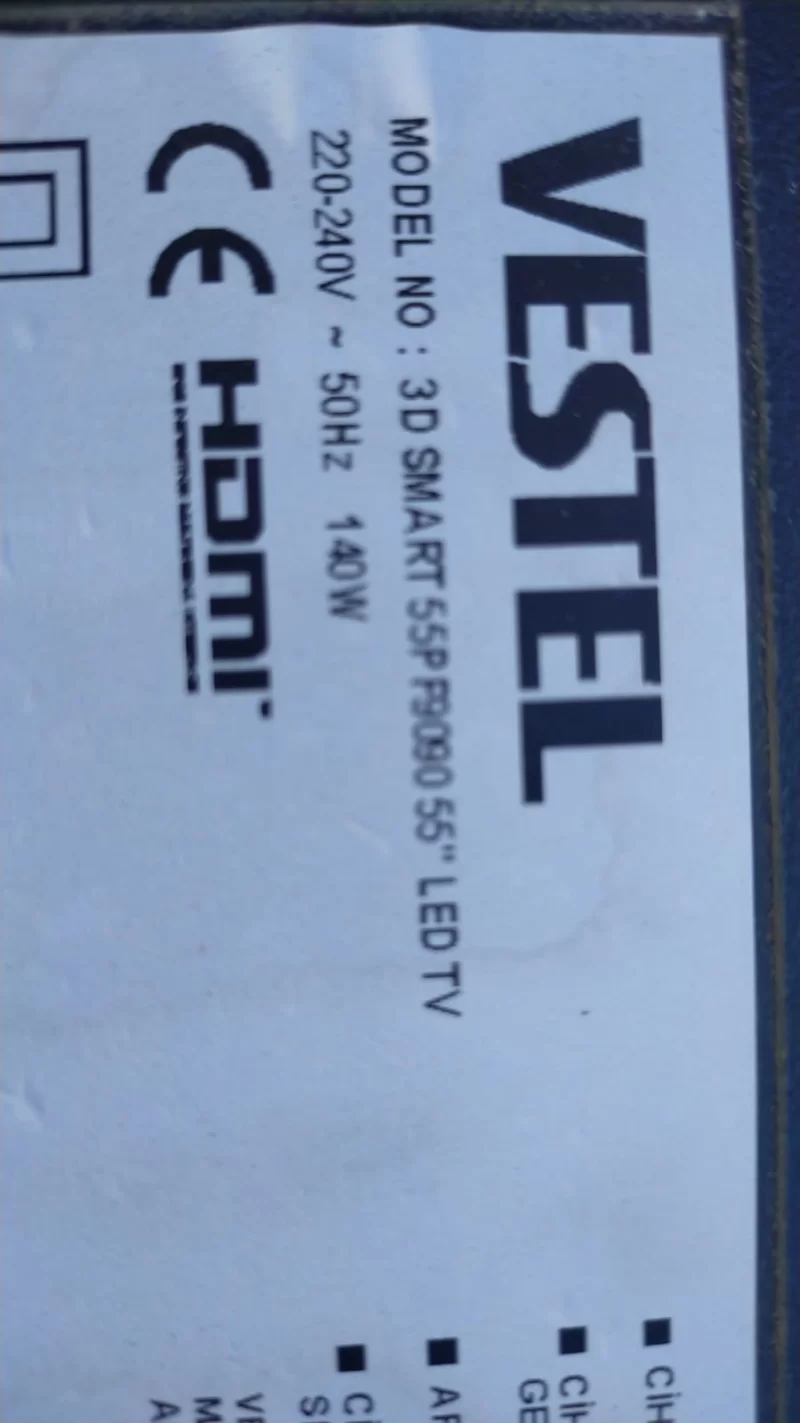 VESTEL
MODEL NO : 3D SMART 55PF9090 55" LED TV
220-240V ~ 50Hz 140W
CE HDMI